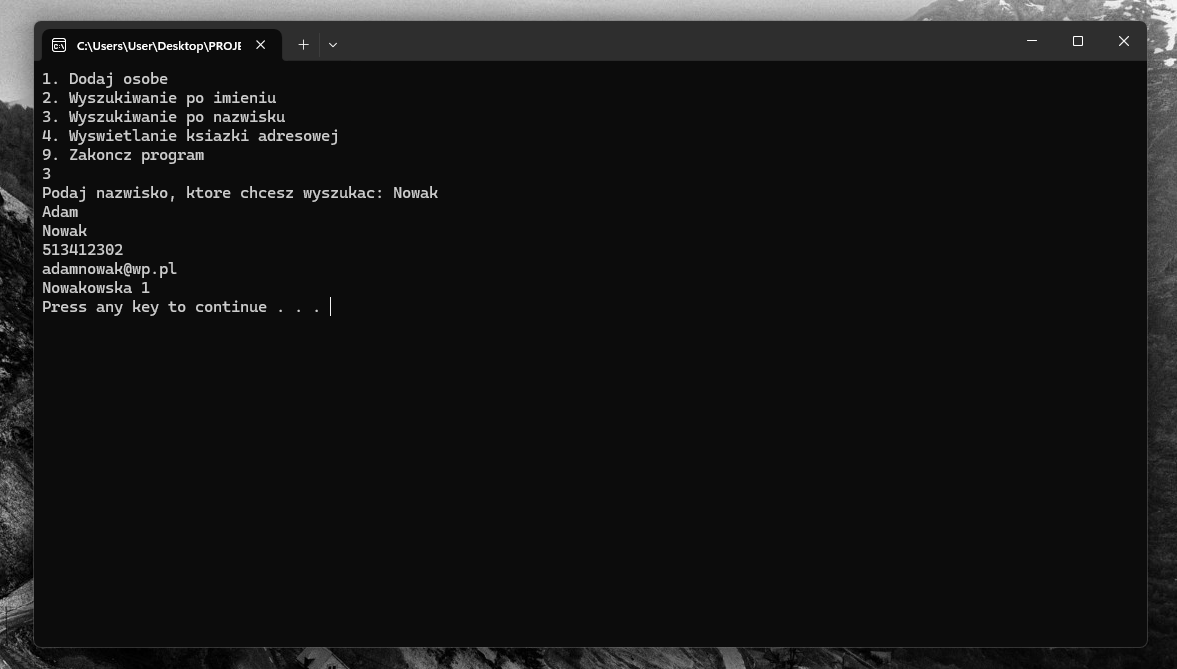 C:\Users\User\Desktop\PROJE
1. Dodaj osobe
2. Wyszukiwanie po imieniu
3. Wyszukiwanie po nazwisku
4. Wyswietlanie ksiazki adresowej
9. Zakoncz program
3
Podaj nazwisko, ktore chcesz wyszukac: Nowak
Adam
Nowak
513412302
adamnowak@wp.pl
Nowakowska 1
Press any key to continue . . .